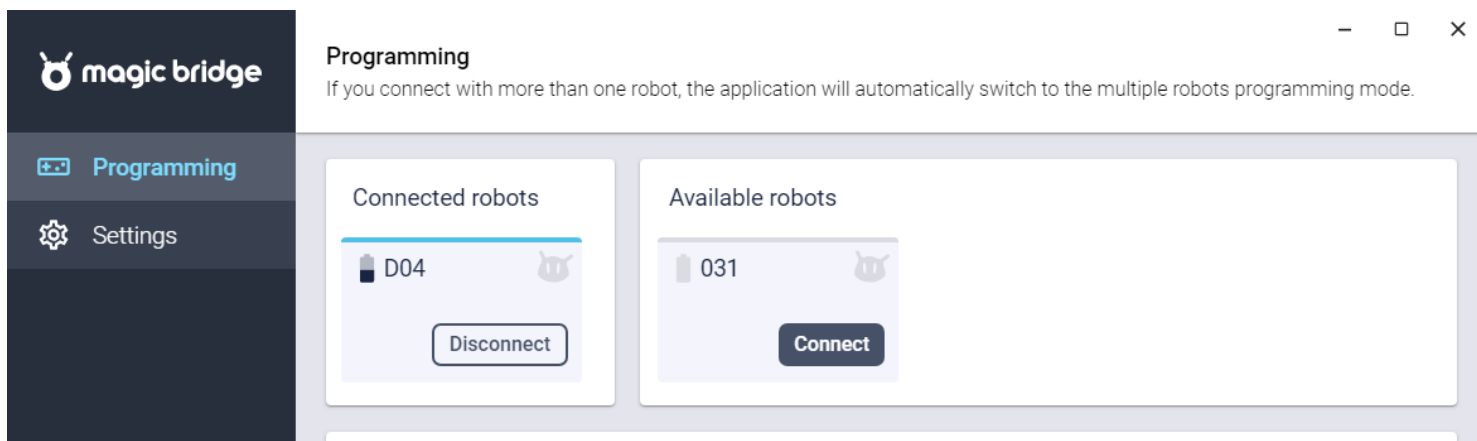 magic bridge
Programming
Settings
Programming
If you connect with more than one robot, the application will automatically switch to the multiple robots programming mode.
Connected robots
D04
Disconnect
Available robots
031
Connect